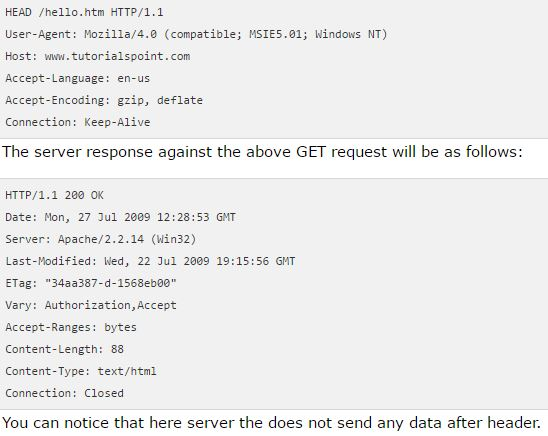 HEAD /hello.htm HTTP/1.1
User-Agent: Mozilla/4.0 (compatible; MSIE5.01; Windows NT)
Host: www.tutorialspoint.com
Accept-Language: en-us
Accept-Encoding: gzip, deflate
Connection: Keep-Alive
The server response against the above GET request will be as follows:
HTTP/1.1 200 OK
Date: Mon, 27 Jul 2009 12:28:53 GMT
Server: Apache/2.2.14 (Win32)
Last-Modified: Wed, 22 Jul 2009 19:15:56 GMT
ETag: "34aa387-d-1568eb00"
Vary: Authorization,Accept
Accept-Ranges: bytes
Content-Length: 88
Content-Type: text/html
Connection: Closed
You can notice that here server the does not send any data after header.